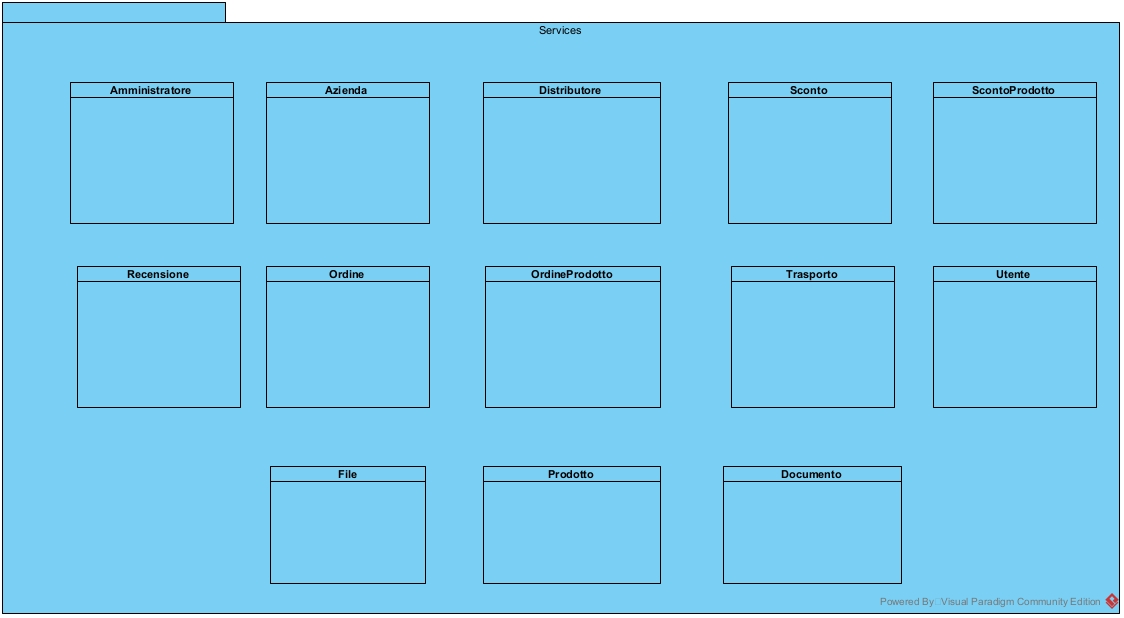 Services
Amministratore
Azienda
Distributore
Sconto
ScontoProdotto
Recensione
Ordine
OrdineProdotto
Trasporto
Utente
File
Prodotto
Documento
Powered By Visual Paradigm Community Edition